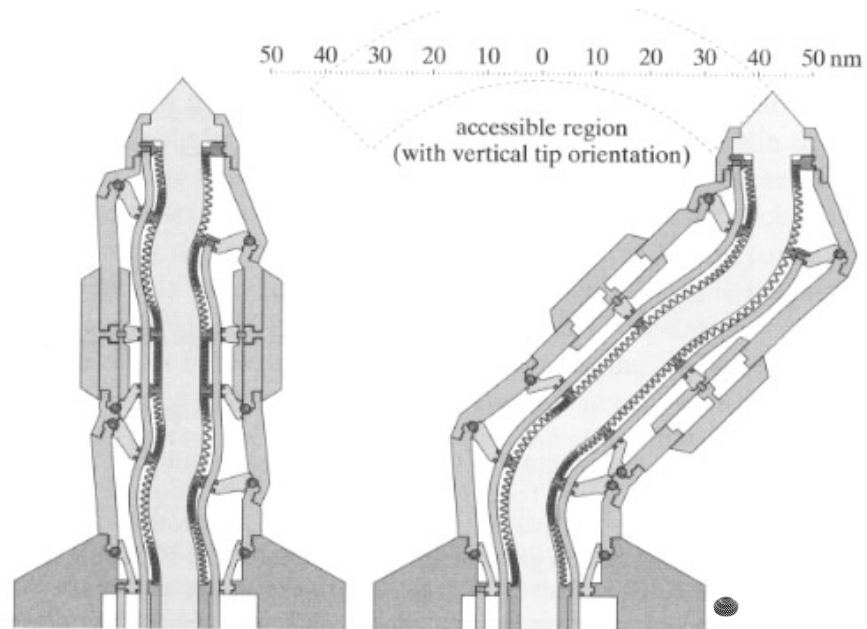 50 40 30 20 10 0 10 20 30 40 50 nm
accessible region
(with vertical tip orientation)